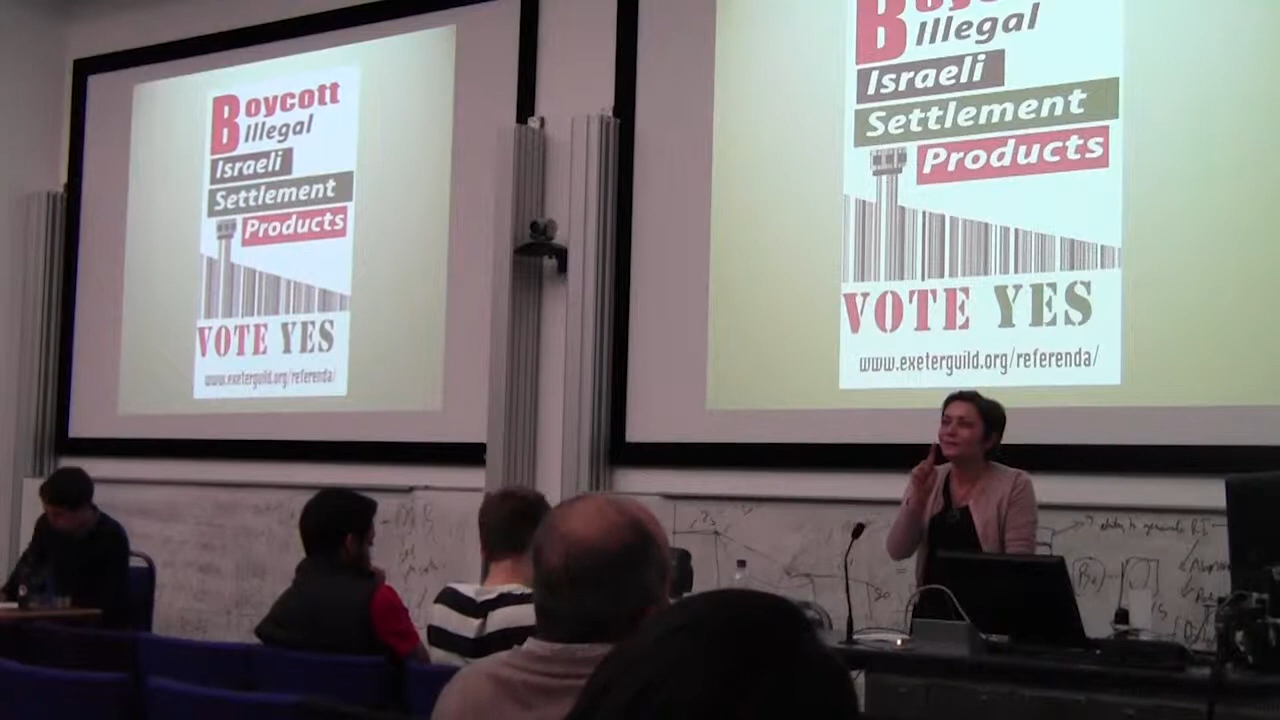 Boycott
Illegal
Israeli
Settlement
Products
VOTE YES
www.exeterguild.org/referenda/
Boycott
Illegal
Israeli
Settlement
Products
VOTE YES
www.exeterguild.org/referenda/